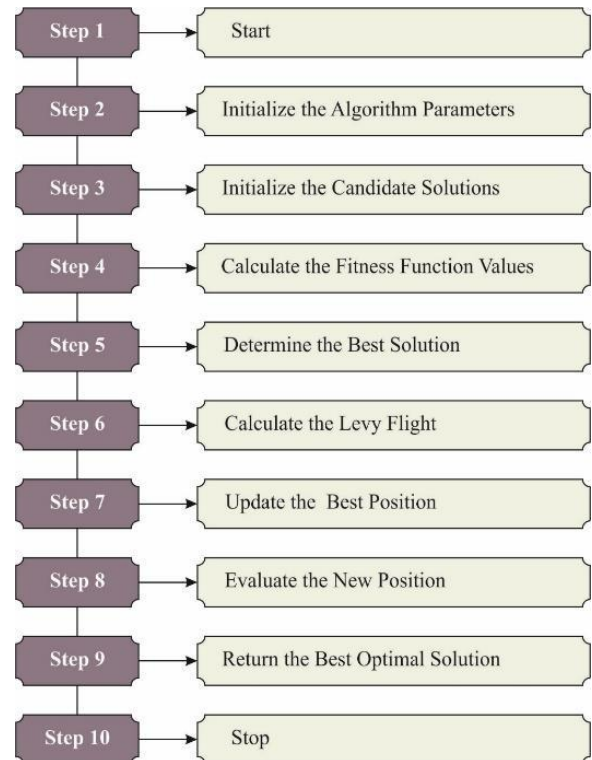 Step 1
Start
Step 2
Initialize the Algorithm Parameters
Step 3
Initialize the Candidate Solutions
Step 4
Calculate the Fitness Function Values
Step 5
Determine the Best Solution
Step 6
Calculate the Levy Flight
Step 7
Update the Best Position
Step 8
Evaluate the New Position
Step 9
Return the Best Optimal Solution
Step 10
Stop